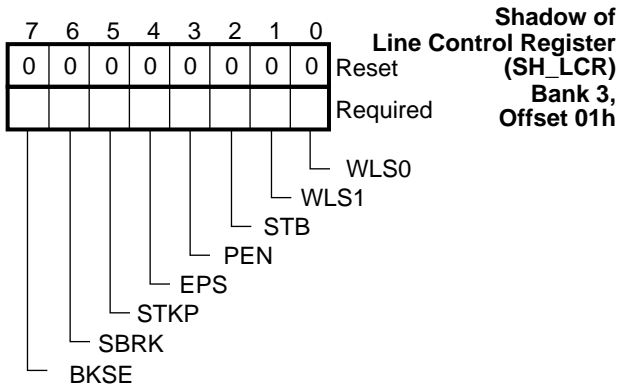 Shadow of
Line Control Register
(SH_LCR)
Bank 3,
Offset 01h
7 6 5 4 3 2 1 0
0 0 0 0 0 0 0 0 Reset
Required
WLS0
WLS1
STB
PEN
EPS
STKP
SBRK
BKSE